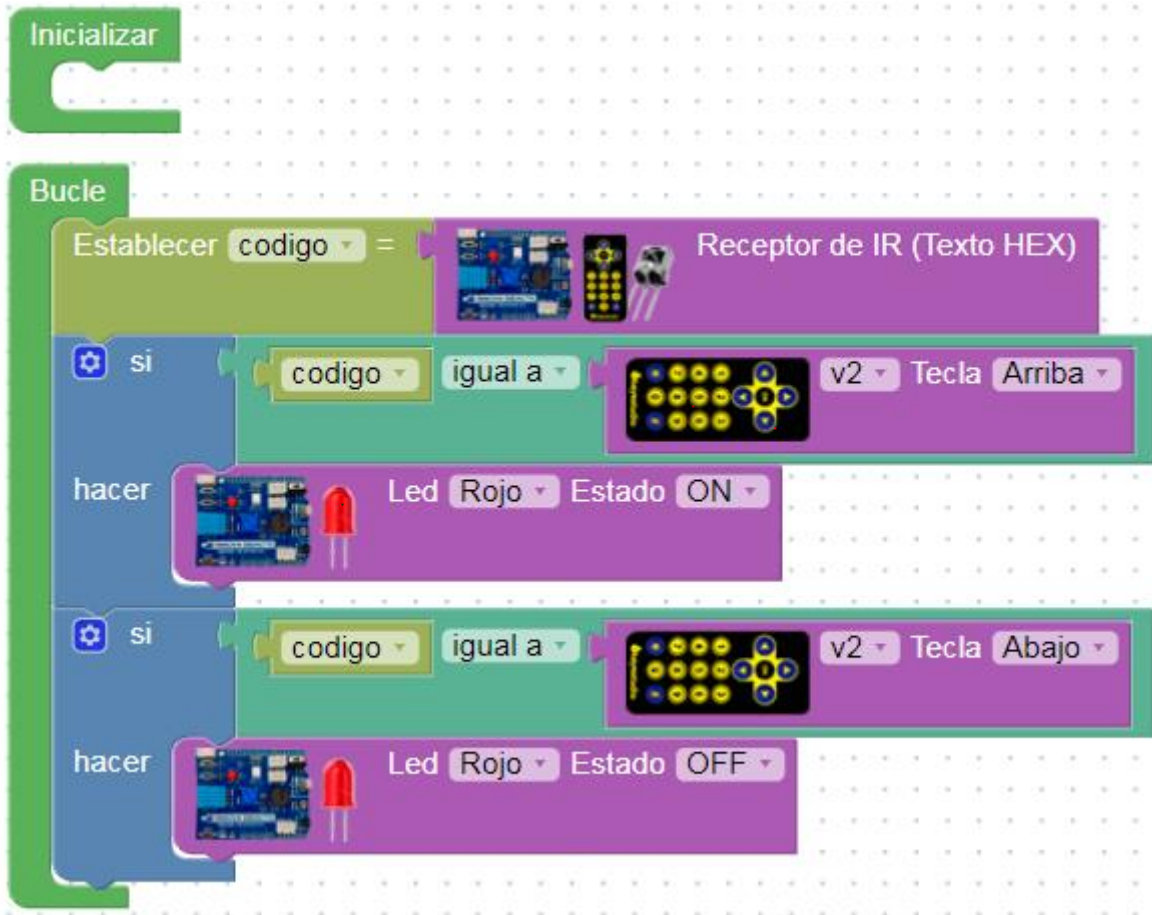 Inicializar
Bucle
Establecer codigo = Receptor de IR (Texto HEX)
si codigo igual a v2 Tecla Arriba
hacer Led Rojo Estado ON
si codigo igual a v2 Tecla Abajo
hacer Led Rojo Estado OFF